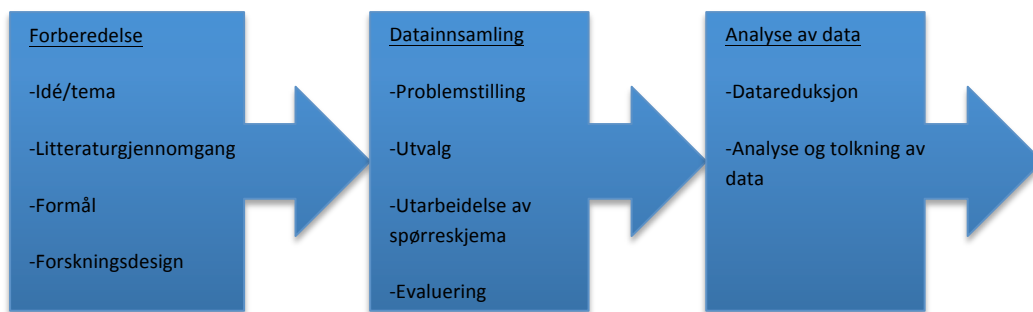 Forberedelse
-Idé/tema
-Litteraturgjennomgang
-Formål
-Forskningsdesign
Datainnsamling
-Problemstilling
-Utvalg
-Utarbeidelse av
spørreskjema
-Evaluering
Analyse av data
-Datareduksjon
-Analyse og tolkning av
data